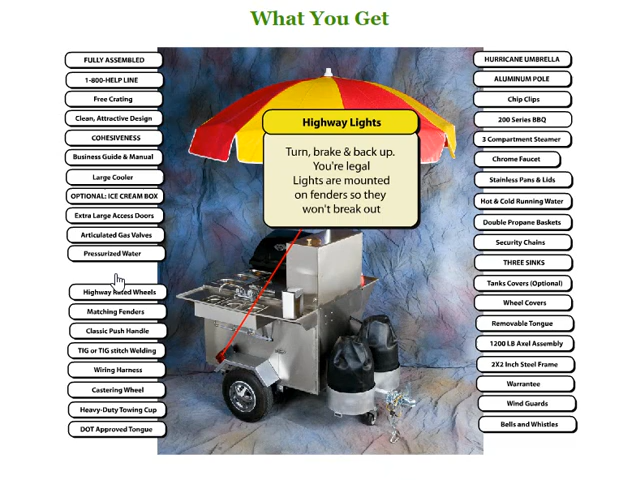 What You Get
FULLY ASSEMBLED
1-800-HELP LINE
Free Crating
Clean, Attractive Design
COHESIVENESS
Business Guide & Manual
Large Cooler
OPTIONAL: ICE CREAM BOX
Extra Large Access Doors
Articulated Gas Valves
Pressurized Water
Highway Rated Wheels
Matching Fenders
Classic Push Handle
TIG or TIG stitch Welding
Wiring Harness
Castering Wheel
Heavy-Duty Towing Cup
DOT Approved Tongue
Highway Lights
Turn, brake & back up.
You're legal
Lights are mounted
on fenders so they
won't break out
HURRICANE UMBRELLA
ALUMINUM POLE
Chip Clips
200 Series BBQ
3 Compartment Steamer
Chrome Faucet
Stainless Pans & Lids
Hot & Cold Running Water
Double Propane Baskets
Security Chains
THREE SINKS
Tanks Covers (Optional)
Wheel Covers
Removable Tongue
1200 LB Axel Assembly
2X2 Inch Steel Frame
Warrantee
Wind Guards
Bells and Whistles